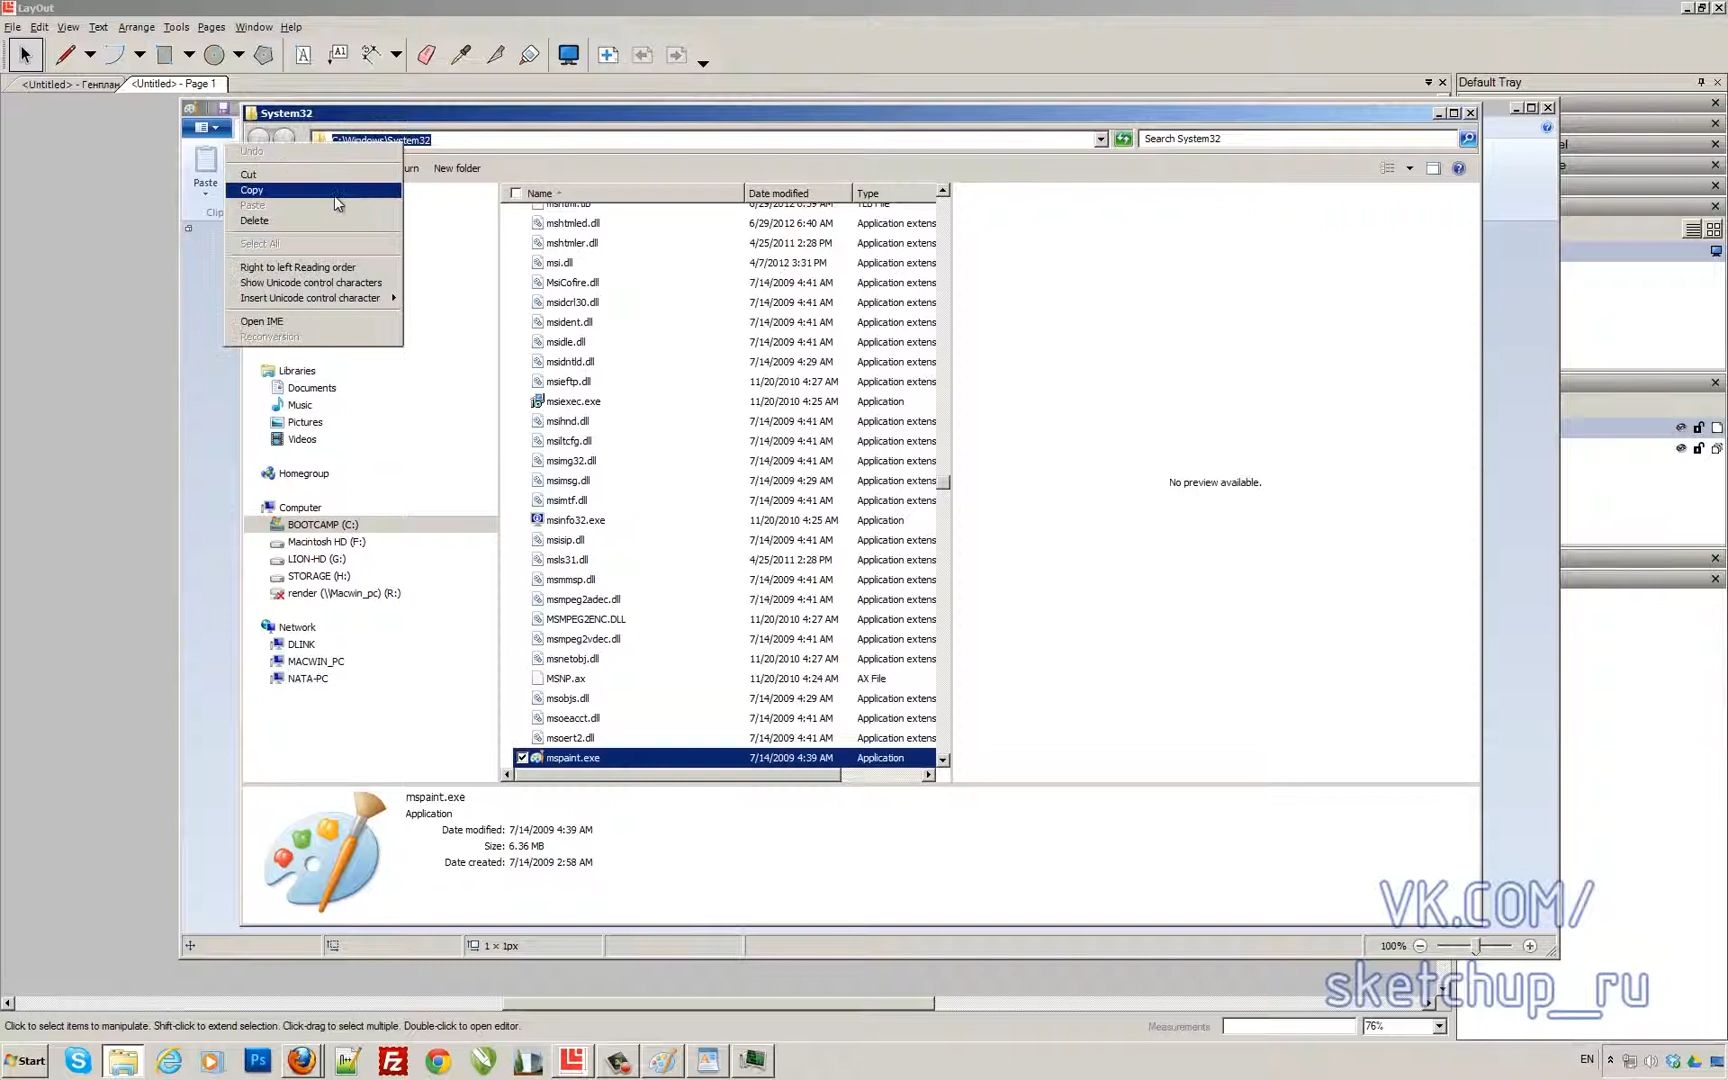 LayOut
File Edit View Text Arrange Tools Pages Window Help
<Untitled> - Генплан <Untitled> - Page 1
Default Tray
System32
C:\Windows\System32
Search System32
Paste
Undo
Cut
Copy
Paste
Delete
Select All
Right to left Reading order
Show Unicode control characters
Insert Unicode control character
Open IME
Reconversion
urn New folder
Name Date modified Type
mshtmled.dll 6/29/2012 6:40 AM Application extens
mshtmler.dll 4/25/2011 2:28 PM Application extens
msi.dll 4/7/2012 3:31 PM Application extens
MsiCofire.dll 7/14/2009 4:41 AM Application extens
msidcrl30.dll 7/14/2009 4:41 AM Application extens
msident.dll 7/14/2009 4:41 AM Application extens
msidle.dll 7/14/2009 4:41 AM Application extens
msidntld.dll 7/14/2009 4:29 AM Application extens
msieftp.dll 11/20/2010 4:27 AM Application extens
msiexec.exe 11/20/2010 4:25 AM Application
msihnd.dll 7/14/2009 4:41 AM Application extens
msiltcfg.dll 7/14/2009 4:41 AM Application extens
msimg32.dll 7/14/2009 4:41 AM Application extens
msimsg.dll 7/14/2009 4:29 AM Application extens
msimtf.dll 7/14/2009 4:41 AM Application extens
msinfo32.exe 11/20/2010 4:25 AM Application
msisip.dll 7/14/2009 4:41 AM Application extens
msls31.dll 4/25/2011 2:28 PM Application extens
msmmsp.dll 7/14/2009 4:41 AM Application extens
msmpeg2adec.dll 7/14/2009 4:41 AM Application extens
MSMPEG2ENC.DLL 11/20/2010 4:27 AM Application extens
msmpeg2vdec.dll 7/14/2009 4:41 AM Application extens
msnetobj.dll 11/20/2010 4:27 AM Application extens
MSNP.ax 11/20/2010 4:24 AM AX File
msobjs.dll 7/14/2009 4:29 AM Application extens
msoeacct.dll 7/14/2009 4:41 AM Application extens
msoert2.dll 7/14/2009 4:41 AM Application extens
mspaint.exe 7/14/2009 4:39 AM Application
Libraries
Documents
Music
Pictures
Videos
Homegroup
Computer
BOOTCAMP (C:)
Macintosh HD (F:)
LION-HD (G:)
STORAGE (H:)
render (\\Macwin_pc) (R:)
Network
DLINK
MACWIN_PC
NATA-PC
No preview available.
mspaint.exe
Application
Date modified: 7/14/2009 4:39 AM
Size: 6.36 MB
Date created: 7/14/2009 2:58 AM
1 × 1px
100%
VK.COM/
sketchup_ru
Click to select items to manipulate. Shift-click to extend selection. Click-drag to select multiple. Double-click to open editor.
Measurements
76%
Start
EN